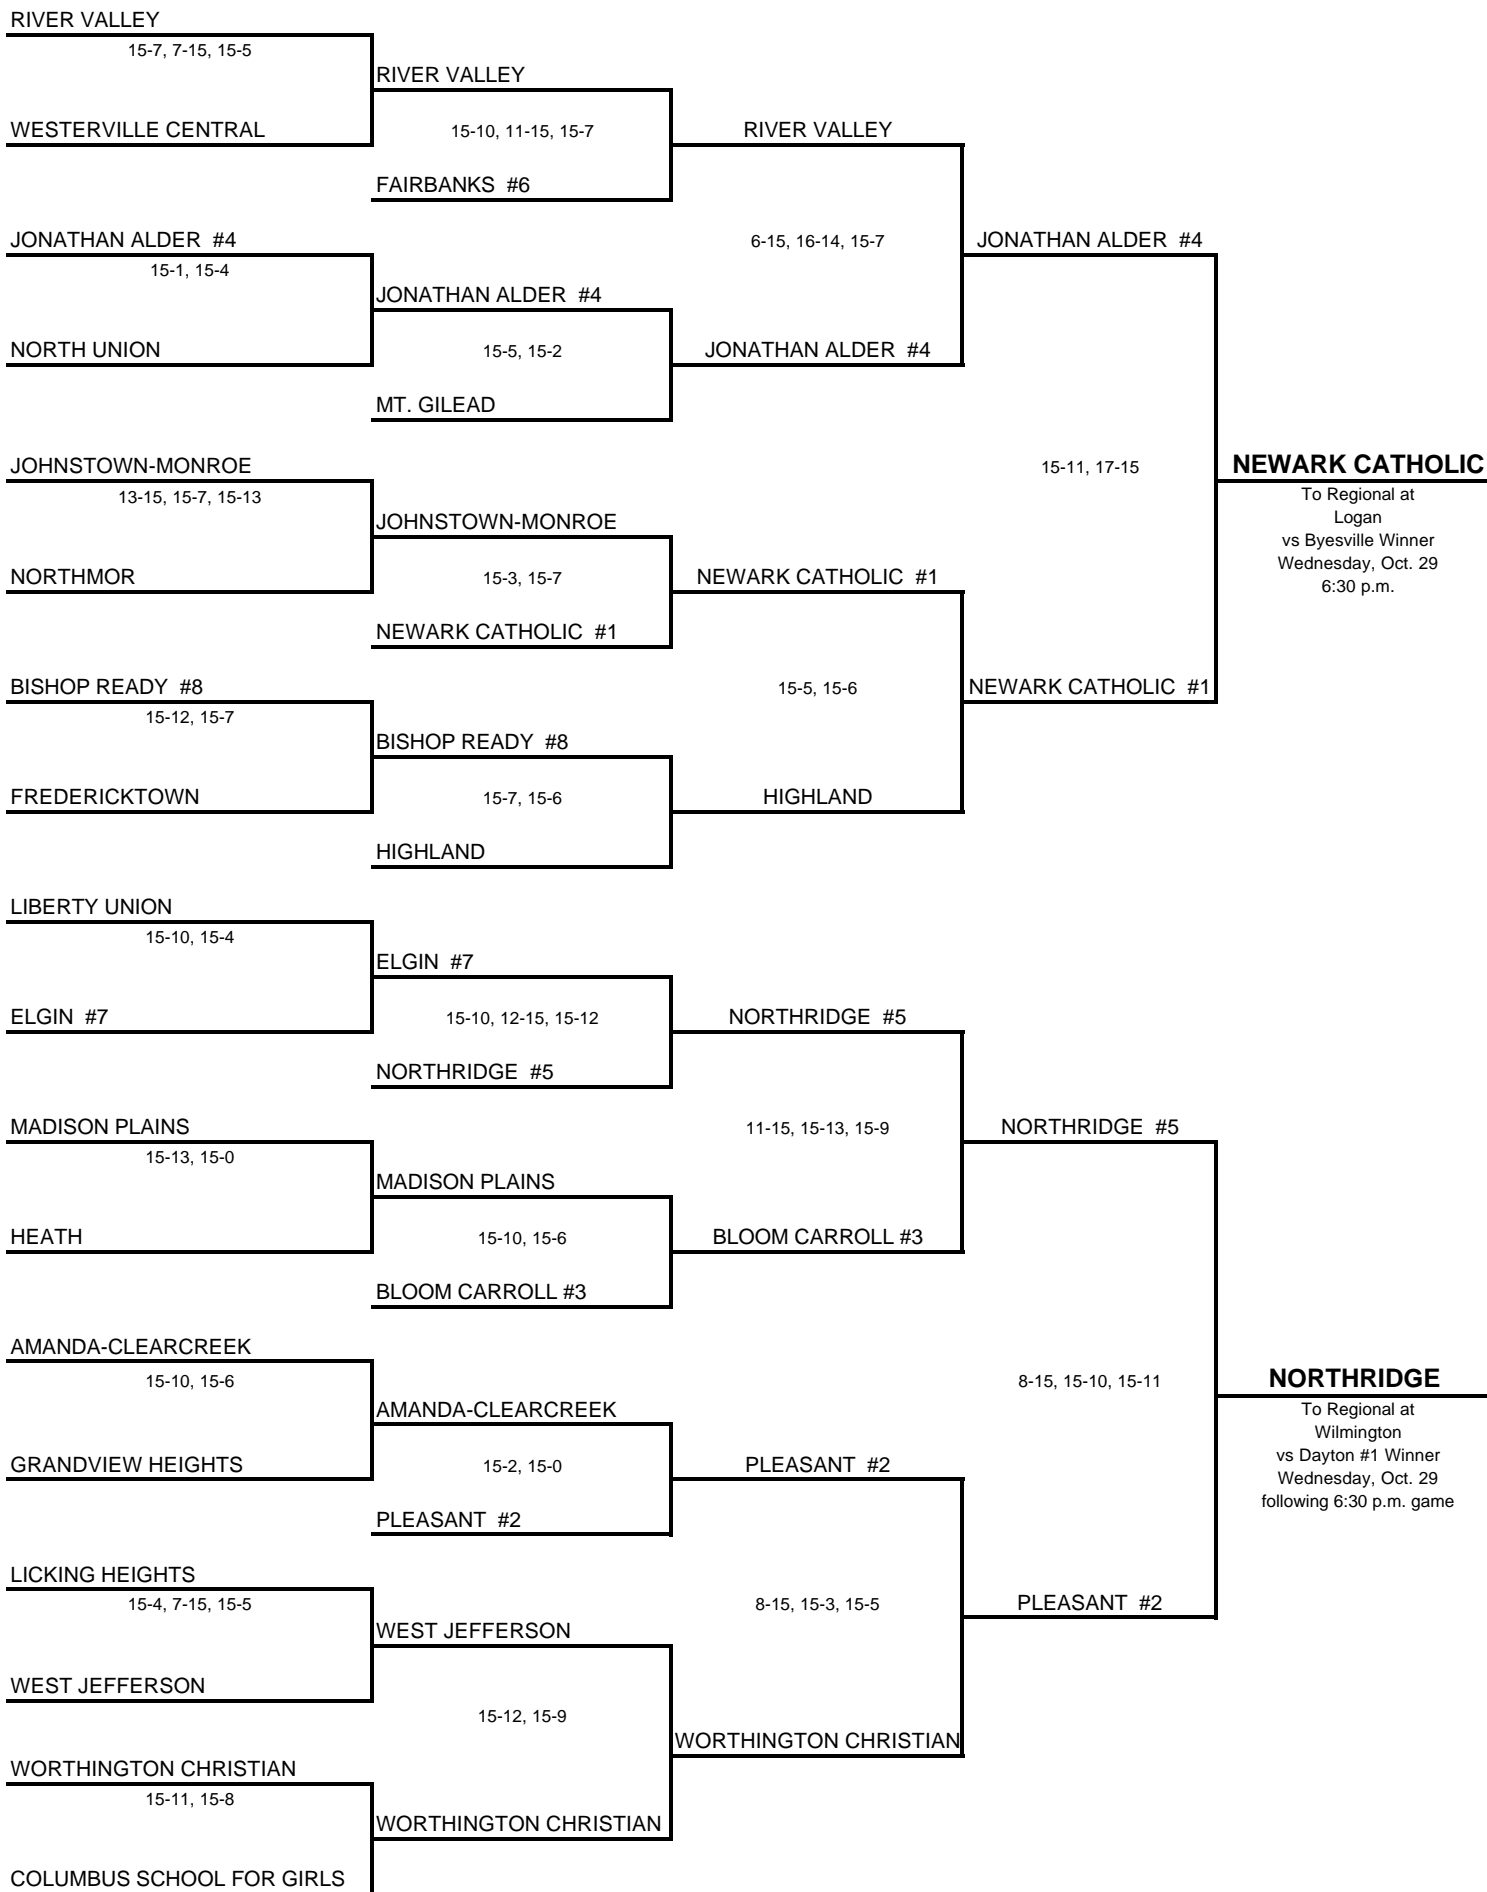 RIVER VALLEY
15-7, 7-15, 15-5
RIVER VALLEY
WESTERVILLE CENTRAL
15-10, 11-15, 15-7
RIVER VALLEY
FAIRBANKS #6
JONATHAN ALDER #4
6-15, 16-14, 15-7
JONATHAN ALDER #4
15-1, 15-4
JONATHAN ALDER #4
NORTH UNION
15-5, 15-2
JONATHAN ALDER #4
MT. GILEAD
JOHNSTOWN-MONROE
15-11, 17-15
NEWARK CATHOLIC
13-15, 15-7, 15-13
To Regional at
Logan
vs Byesville Winner
Wednesday, Oct. 29
6:30 p.m.
JOHNSTOWN-MONROE
NORTHMOR
15-3, 15-7
NEWARK CATHOLIC #1
NEWARK CATHOLIC #1
BISHOP READY #8
15-5, 15-6
NEWARK CATHOLIC #1
15-12, 15-7
BISHOP READY #8
FREDERICKTOWN
15-7, 15-6
HIGHLAND
HIGHLAND
LIBERTY UNION
15-10, 15-4
ELGIN #7
ELGIN #7
15-10, 12-15, 15-12
NORTHRIDGE #5
NORTHRIDGE #5
MADISON PLAINS
11-15, 15-13, 15-9
NORTHRIDGE #5
15-13, 15-0
MADISON PLAINS
HEATH
15-10, 15-6
BLOOM CARROLL #3
BLOOM CARROLL #3
AMANDA-CLEARCREEK
15-10, 15-6
8-15, 15-10, 15-11
NORTHRIDGE
To Regional at
Wilmington
vs Dayton #1 Winner
Wednesday, Oct. 29
following 6:30 p.m. game
AMANDA-CLEARCREEK
GRANDVIEW HEIGHTS
15-2, 15-0
PLEASANT #2
PLEASANT #2
LICKING HEIGHTS
15-4, 7-15, 15-5
8-15, 15-3, 15-5
PLEASANT #2
WEST JEFFERSON
WEST JEFFERSON
15-12, 15-9
WORTHINGTON CHRISTIAN
WORTHINGTON CHRISTIAN
15-11, 15-8
WORTHINGTON CHRISTIAN
COLUMBUS SCHOOL FOR GIRLS